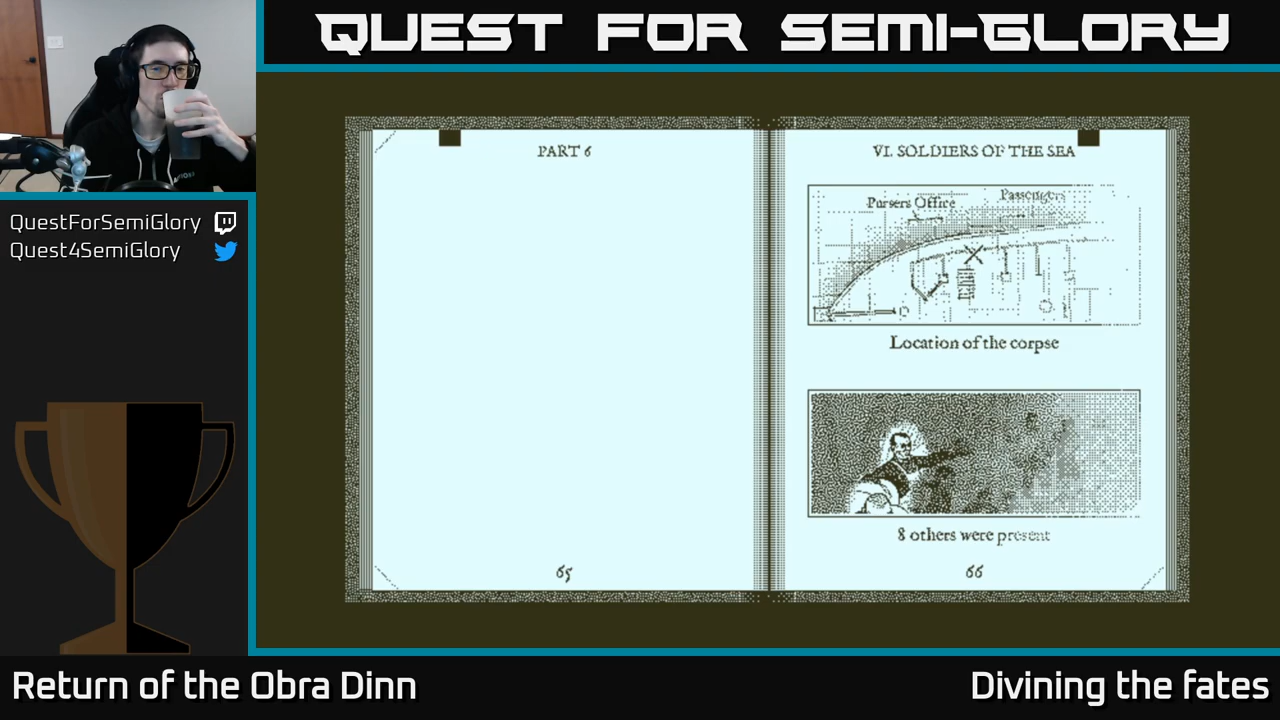 QUEST FOR SEMI-GLORY
QuestForSemiGlory
Quest4SemiGlory
PART 6
65
VI. SOLDIERS OF THE SEA
Pursers Office
Passengers
Location of the corpse
8 others were present
66
Return of the Obra Dinn
Divining the fates